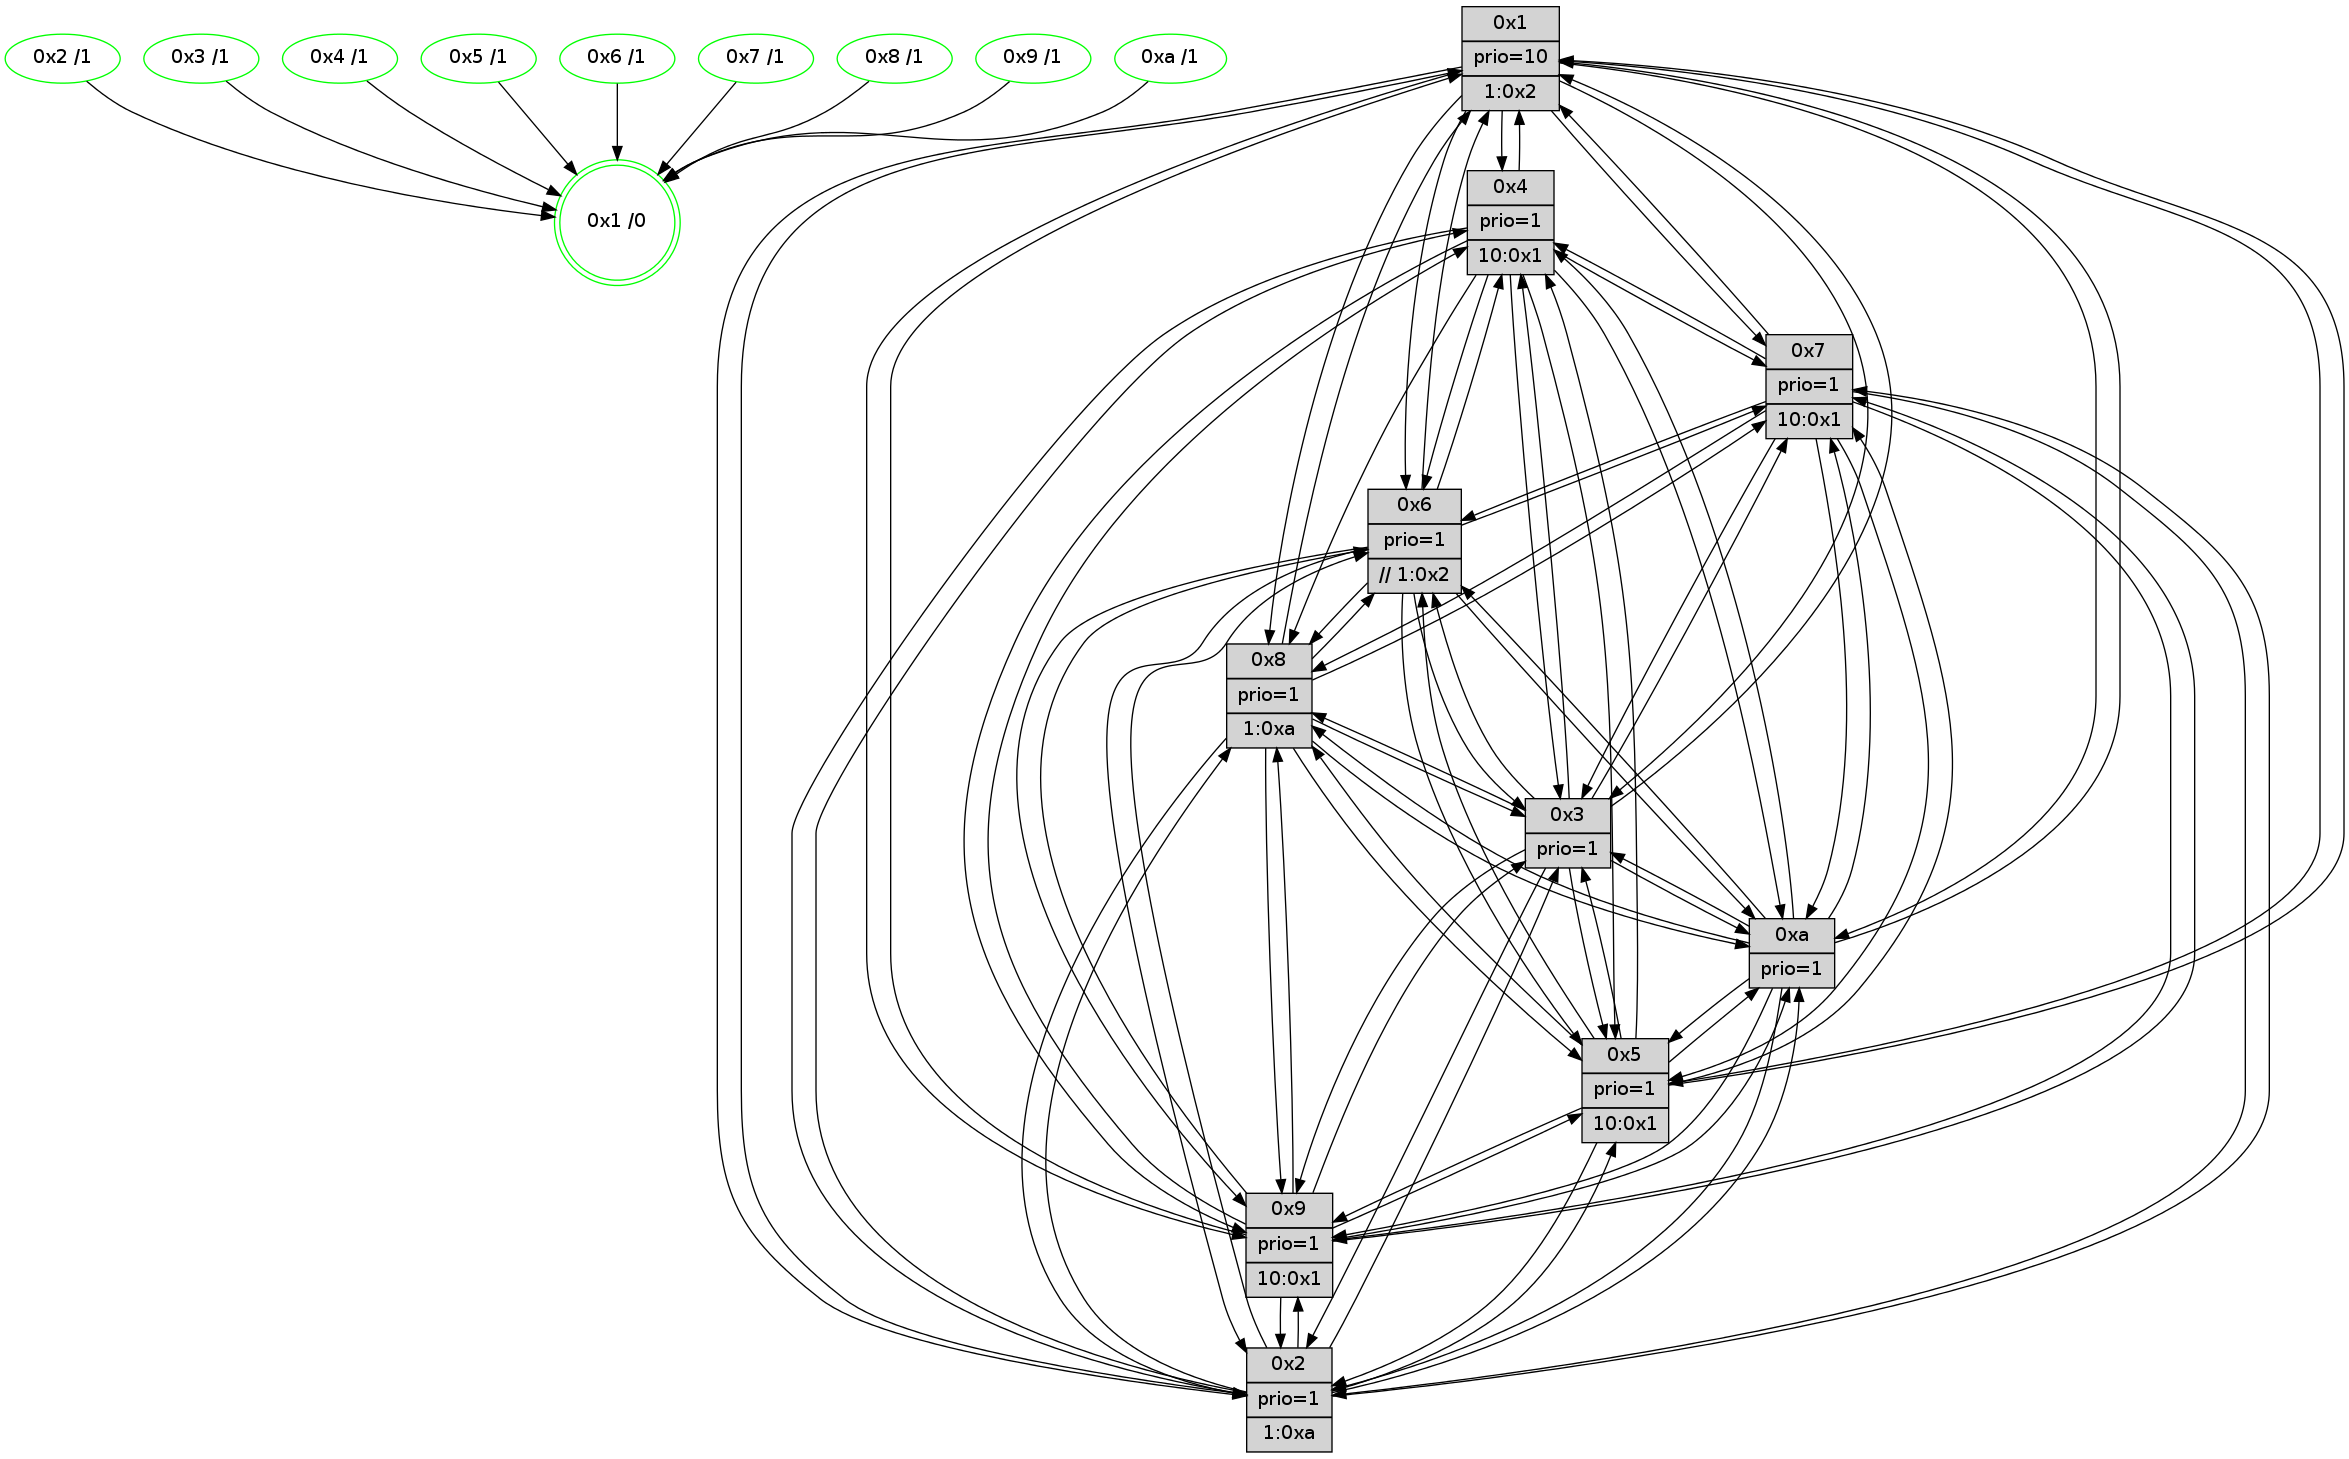 0x2 /1
0x3 /1
0x4 /1
0x5 /1
0x6 /1
0x7 /1
0x8 /1
0x9 /1
0xa /1
0x1 /0
0x1
prio=10
1:0x2
0x4
prio=1
10:0x1
0x7
prio=1
10:0x1
0x6
prio=1
// 1:0x2
0x8
prio=1
1:0xa
0x3
prio=1
0xa
prio=1
0x5
prio=1
10:0x1
0x9
prio=1
10:0x1
0x2
prio=1
1:0xa